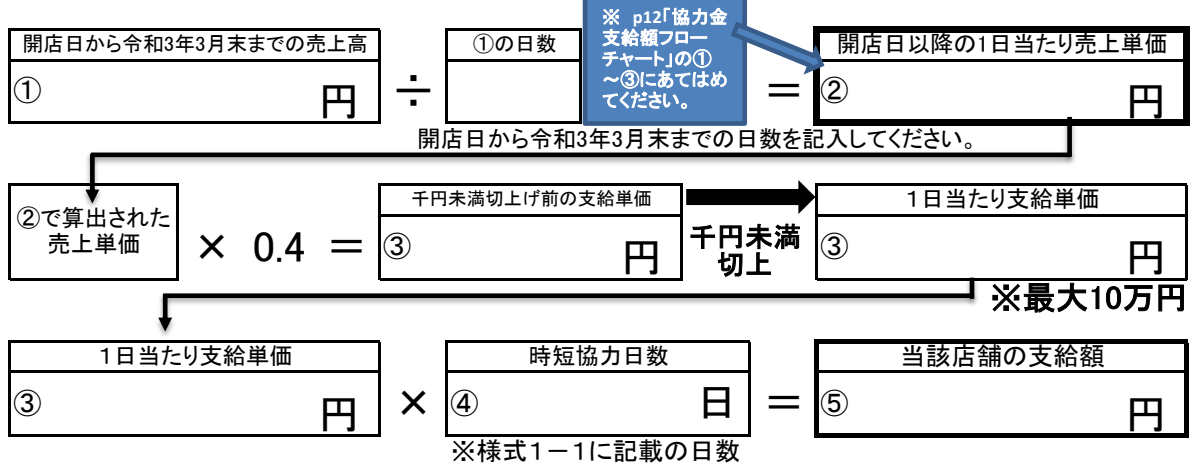 開店日から令和3年3月末までの売上高
①
円
÷
①の日数
※ p12「協力金
支給額フロー
チャート」の①
～③にあてはめ
てください。
＝
開店日以降の1日当たり売上単価
②
円
開店日から令和3年3月末までの日数を記入してください。
②で算出された
売上単価
× 0.4 ＝
千円未満切上げ前の支給単価
③
円
千円未満
切上
1日当たり支給単価
③
円
※最大10万円
1日当たり支給単価
③
円
×
時短協力日数
④
日
＝
当該店舗の支給額
⑤
円
※様式1－1に記載の日数